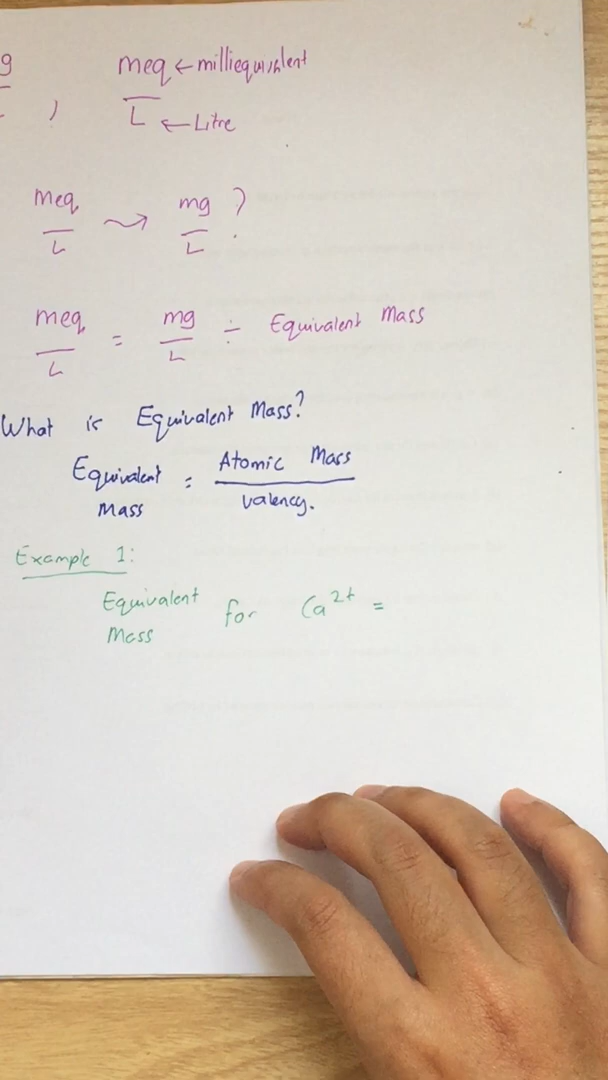 g
L , meq ← milliequivalent
L ← Litre
meq mg ?
L L
meq = mg ÷ Equivalent Mass
L L
What is Equivalent Mass?
Equivalent = Atomic Mass
Mass valency.
Example 1:
Equivalent for Ca²⁺ =
Mass